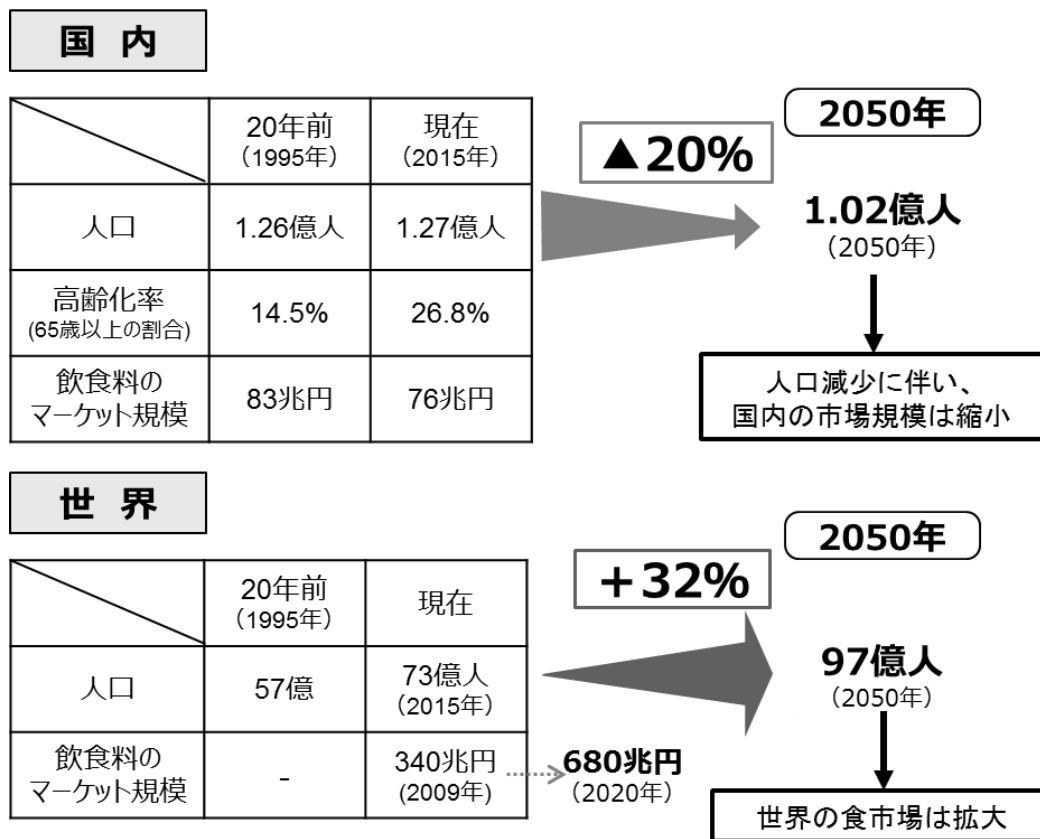 国 内
20年前
（1995年）
現在
（2015年）
人口
1.26億人
1.27億人
高齢化率
(65歳以上の割合)
14.5%
26.8%
飲食料の
マーケット規模
83兆円
76兆円
▲20%
2050年
1.02億人
（2050年）
人口減少に伴い、
国内の市場規模は縮小
世 界
20年前
（1995年）
現在
人口
57億
73億人
（2015年）
飲食料の
マーケット規模
-
340兆円
(2009年)
680兆円
（2020年）
＋32%
2050年
97億人
（2050年）
世界の食市場は拡大